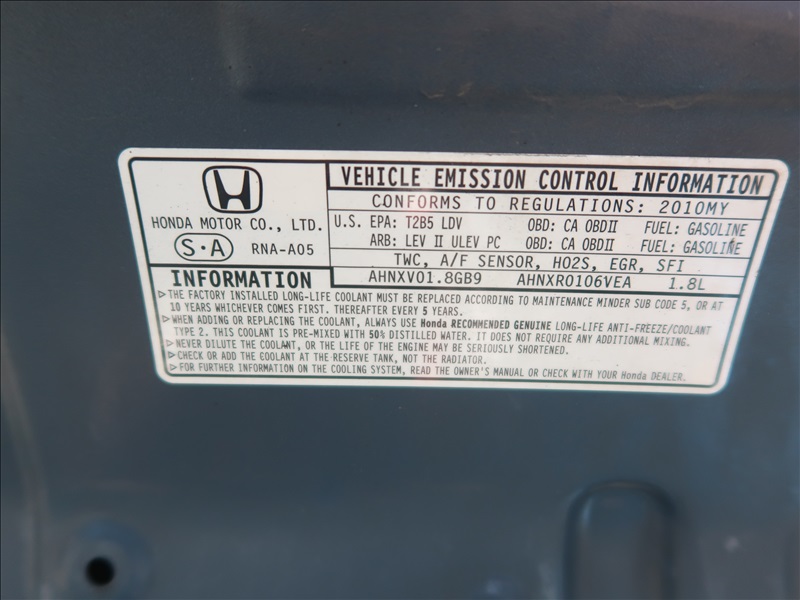 VEHICLE EMISSION CONTROL INFORMATION
CONFORMS TO REGULATIONS: 2010MY
HONDA MOTOR CO., LTD.
S·A RNA-A05
U.S. EPA: T2B5 LDV OBD: CA OBDII FUEL: GASOLINE
ARB: LEV II ULEV PC OBD: CA OBDII FUEL: GASOLINE
TWC, A/F SENSOR, HO2S, EGR, SFI
INFORMATION
AHNXV01.8GB9 AHNXR0106VEA 1.8L
▷THE FACTORY INSTALLED LONG-LIFE COOLANT MUST BE REPLACED ACCORDING TO MAINTENANCE MINDER SUB CODE 5, OR AT
10 YEARS WHICHEVER COMES FIRST. THEREAFTER EVERY 5 YEARS.
▷WHEN ADDING OR REPLACING THE COOLANT, ALWAYS USE Honda RECOMMENDED GENUINE LONG-LIFE ANTI-FREEZE/COOLANT
TYPE 2. THIS COOLANT IS PRE-MIXED WITH 50% DISTILLED WATER. IT DOES NOT REQUIRE ANY ADDITIONAL MIXING.
▷NEVER DILUTE THE COOLANT, OR THE LIFE OF THE ENGINE MAY BE SERIOUSLY SHORTENED.
▷CHECK OR ADD THE COOLANT AT THE RESERVE TANK, NOT THE RADIATOR.
▷FOR FURTHER INFORMATION ON THE COOLING SYSTEM, READ THE OWNER'S MANUAL OR CHECK WITH YOUR Honda DEALER.